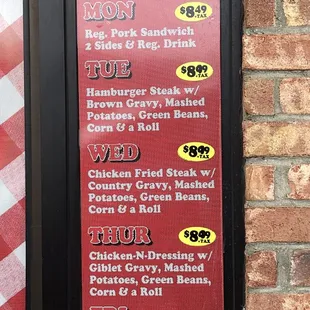 MON $8.49 +TAX
Reg. Pork Sandwich
2 Sides & Reg. Drink
TUE $8.99 +TAX
Hamburger Steak w/
Brown Gravy, Mashed
Potatoes, Green Beans,
Corn & a Roll
WED $8.99 +TAX
Chicken Fried Steak w/
Country Gravy, Mashed
Potatoes, Green Beans,
Corn & a Roll
THUR $8.49 +TAX
Chicken-N-Dressing w/
Giblet Gravy, Mashed
Potatoes, Green Beans,
Corn & a Roll